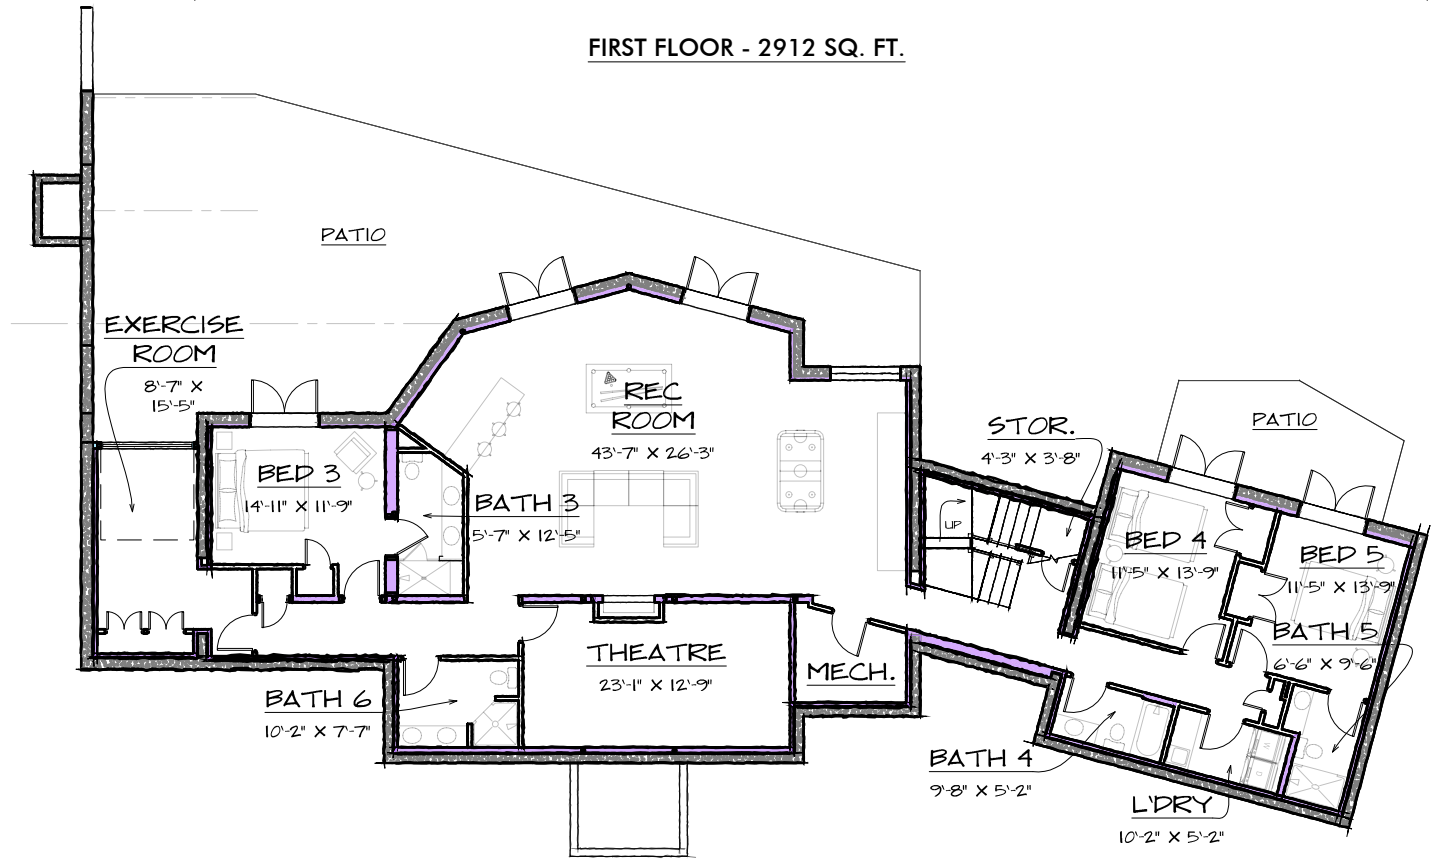 FIRST FLOOR - 2912 SQ. FT.
PATIO
EXERCISE
ROOM
8'-7" X
15'-5"
REC
ROOM
43'-7" X 26'-3"
BED 3
14'-11" X 11'-9"
BATH 3
5'-7" X 12'-5"
STOR.
4'-3" X 3'-8"
UP
PATIO
BED 4
11'-5" X 13'-9"
BED 5
11'-5" X 13'-9"
BATH 5
6'-6" X 9'-6"
THEATRE
23'-1" X 12'-9"
MECH.
BATH 6
10'-2" X 7'-7"
BATH 4
9'-8" X 5'-2"
L'DRY
10'-2" X 5'-2"